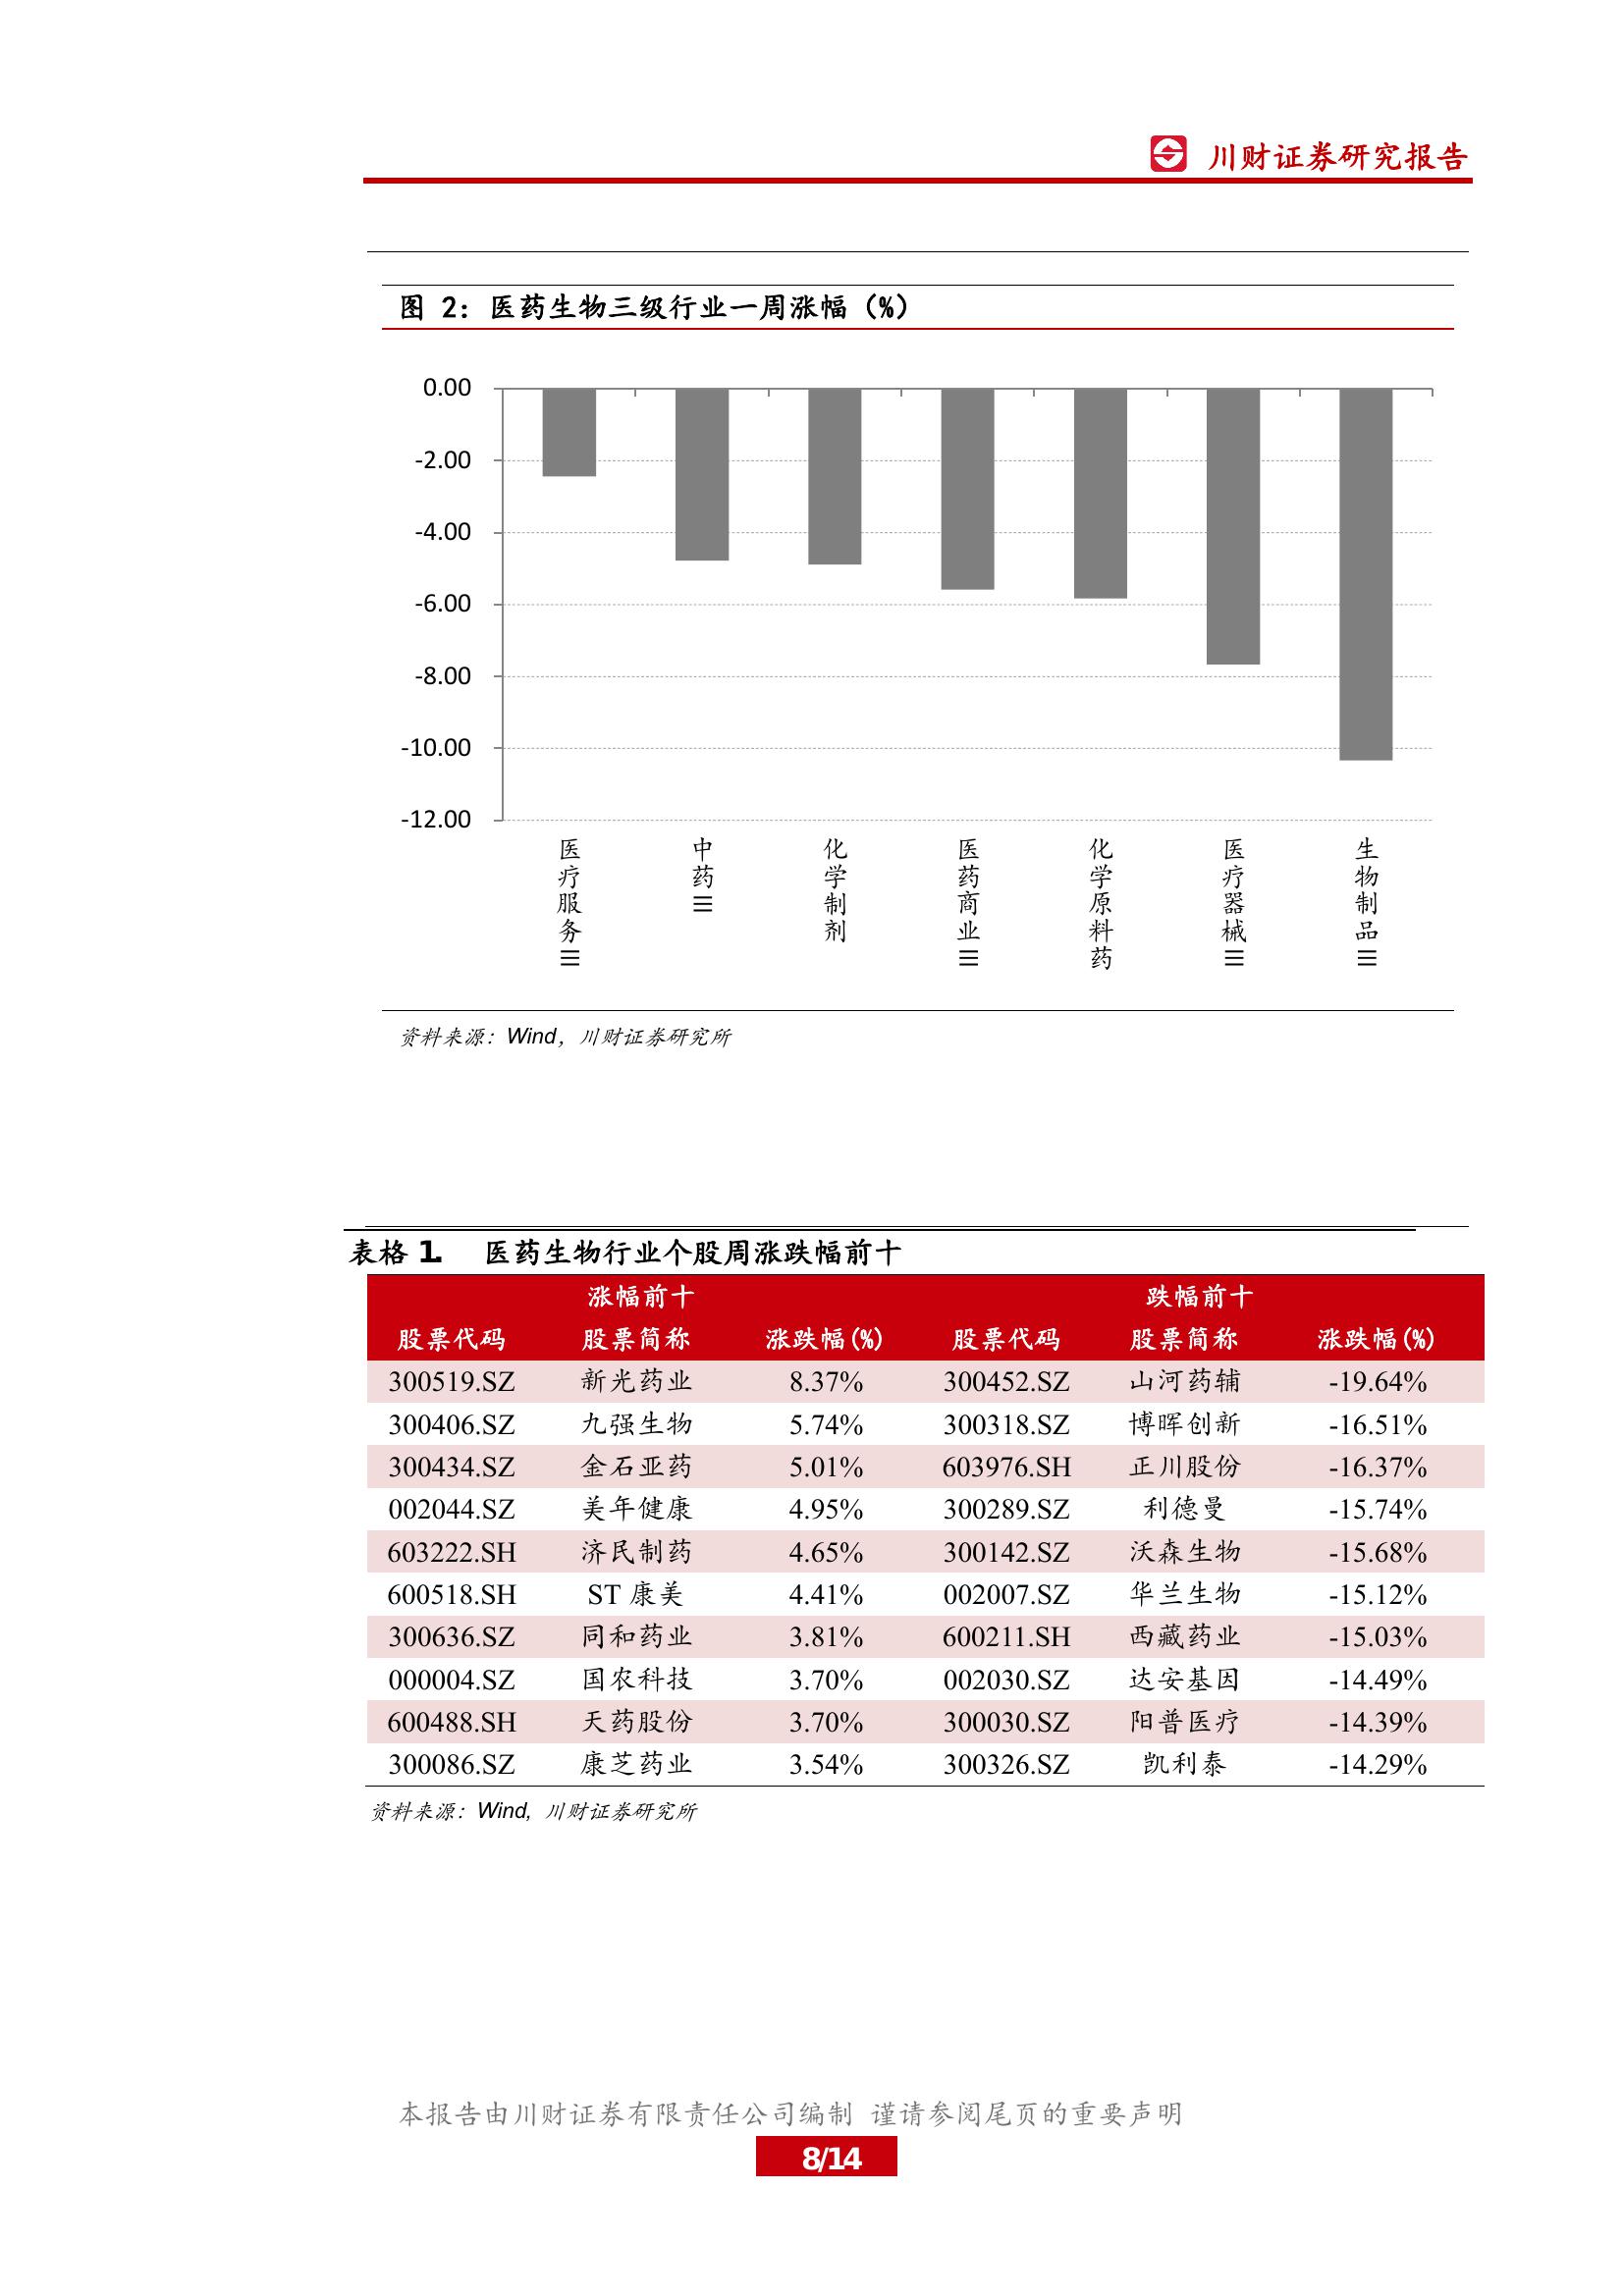 川财证券研究报告
图 2：医药生物三级行业一周涨幅（%）
0.00
-2.00
-4.00
-6.00
-8.00
-10.00
-12.00
医疗服务Ⅲ
中药Ⅲ
化学制剂
医药商业Ⅲ
化学原料药
医疗器械Ⅲ
生物制品Ⅲ
资料来源：Wind，川财证券研究所
表格 1. 医药生物行业个股周涨跌幅前十
涨幅前十 跌幅前十
股票代码 股票简称 涨跌幅(%) 股票代码 股票简称 涨跌幅(%)
300519.SZ 新光药业 8.37% 300452.SZ 山河药辅 -19.64%
300406.SZ 九强生物 5.74% 300318.SZ 博晖创新 -16.51%
300434.SZ 金石亚药 5.01% 603976.SH 正川股份 -16.37%
002044.SZ 美年健康 4.95% 300289.SZ 利德曼 -15.74%
603222.SH 济民制药 4.65% 300142.SZ 沃森生物 -15.68%
600518.SH ST 康美 4.41% 002007.SZ 华兰生物 -15.12%
300636.SZ 同和药业 3.81% 600211.SH 西藏药业 -15.03%
000004.SZ 国农科技 3.70% 002030.SZ 达安基因 -14.49%
600488.SH 天药股份 3.70% 300030.SZ 阳普医疗 -14.39%
300086.SZ 康芝药业 3.54% 300326.SZ 凯利泰 -14.29%
资料来源：Wind, 川财证券研究所
本报告由川财证券有限责任公司编制 谨请参阅尾页的重要声明
8/14